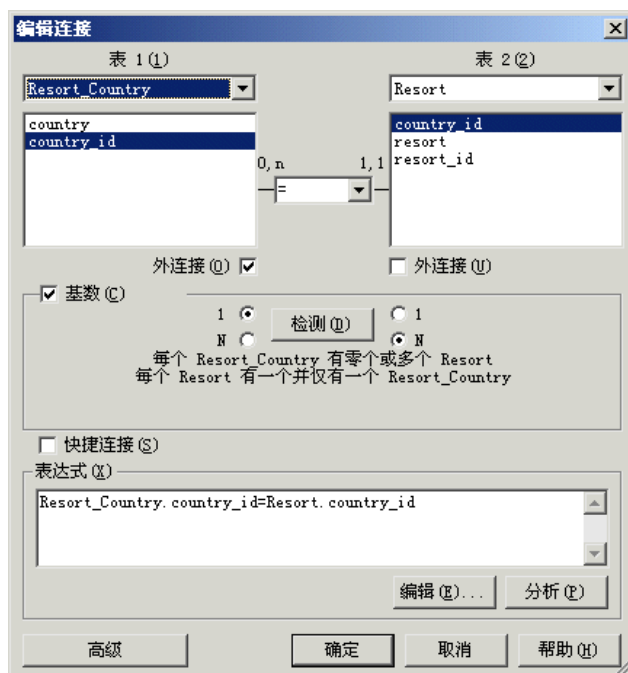 编辑连接
表 1(1) 表 2(2)
Resort_Country Resort
country country_id
country_id resort
resort_id
0,n = 1,1
外连接(O) 外连接(U)
基数(C)
1 检测(D) 1
N N
每个 Resort_Country 有零个或多个 Resort
每个 Resort 有一个并仅有一个 Resort_Country
快捷连接(S)
表达式(X)
Resort_Country.country_id=Resort.country_id
编辑(E)... 分析(P)
高级 确定 取消 帮助(H)